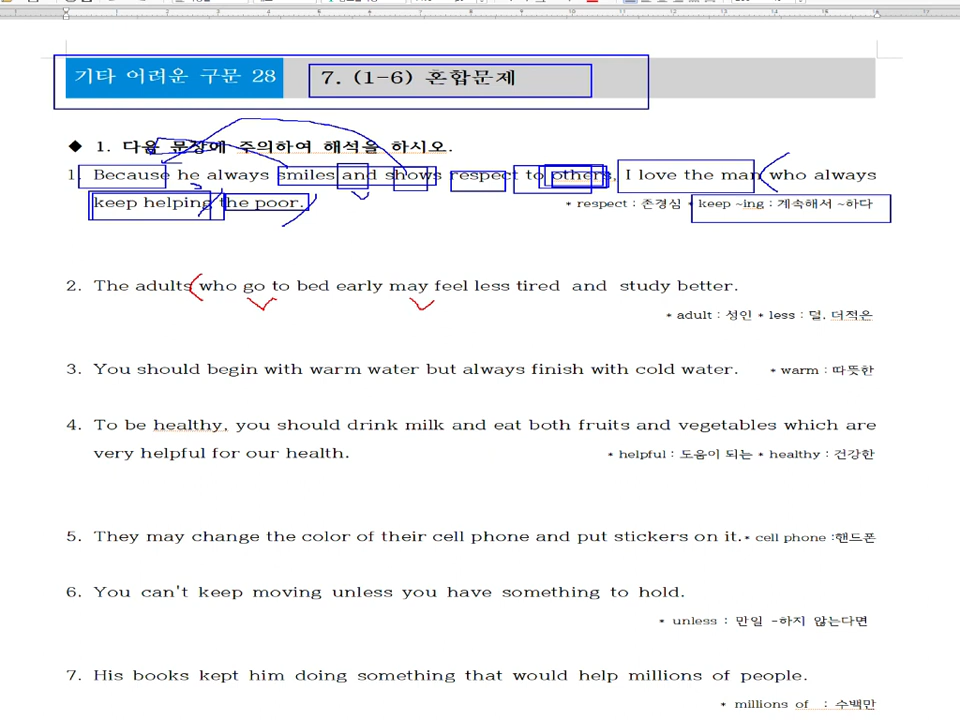 기타 어려운 구문 28 7. (1-6) 혼합문제
◆ 1. 다음 문장에 주의하여 해석을 하시오.
1. Because he always smiles and shows respect to others, I love the man who always
keep helping the poor. * respect : 존경심 * keep ~ing : 계속해서 ~하다
2. The adults who go to bed early may feel less tired and study better.
* adult : 성인 * less : 덜, 더적은
3. You should begin with warm water but always finish with cold water. * warm : 따뜻한
4. To be healthy, you should drink milk and eat both fruits and vegetables which are
very helpful for our health. * helpful : 도움이 되는 * healthy : 건강한
5. They may change the color of their cell phone and put stickers on it. * cell phone :핸드폰
6. You can't keep moving unless you have something to hold.
* unless : 만일 -하지 않는다면
7. His books kept him doing something that would help millions of people.
* millions of : 수백만